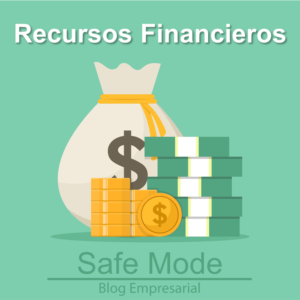 Recursos Financieros
$
$
Safe Mode
Blog Empresarial